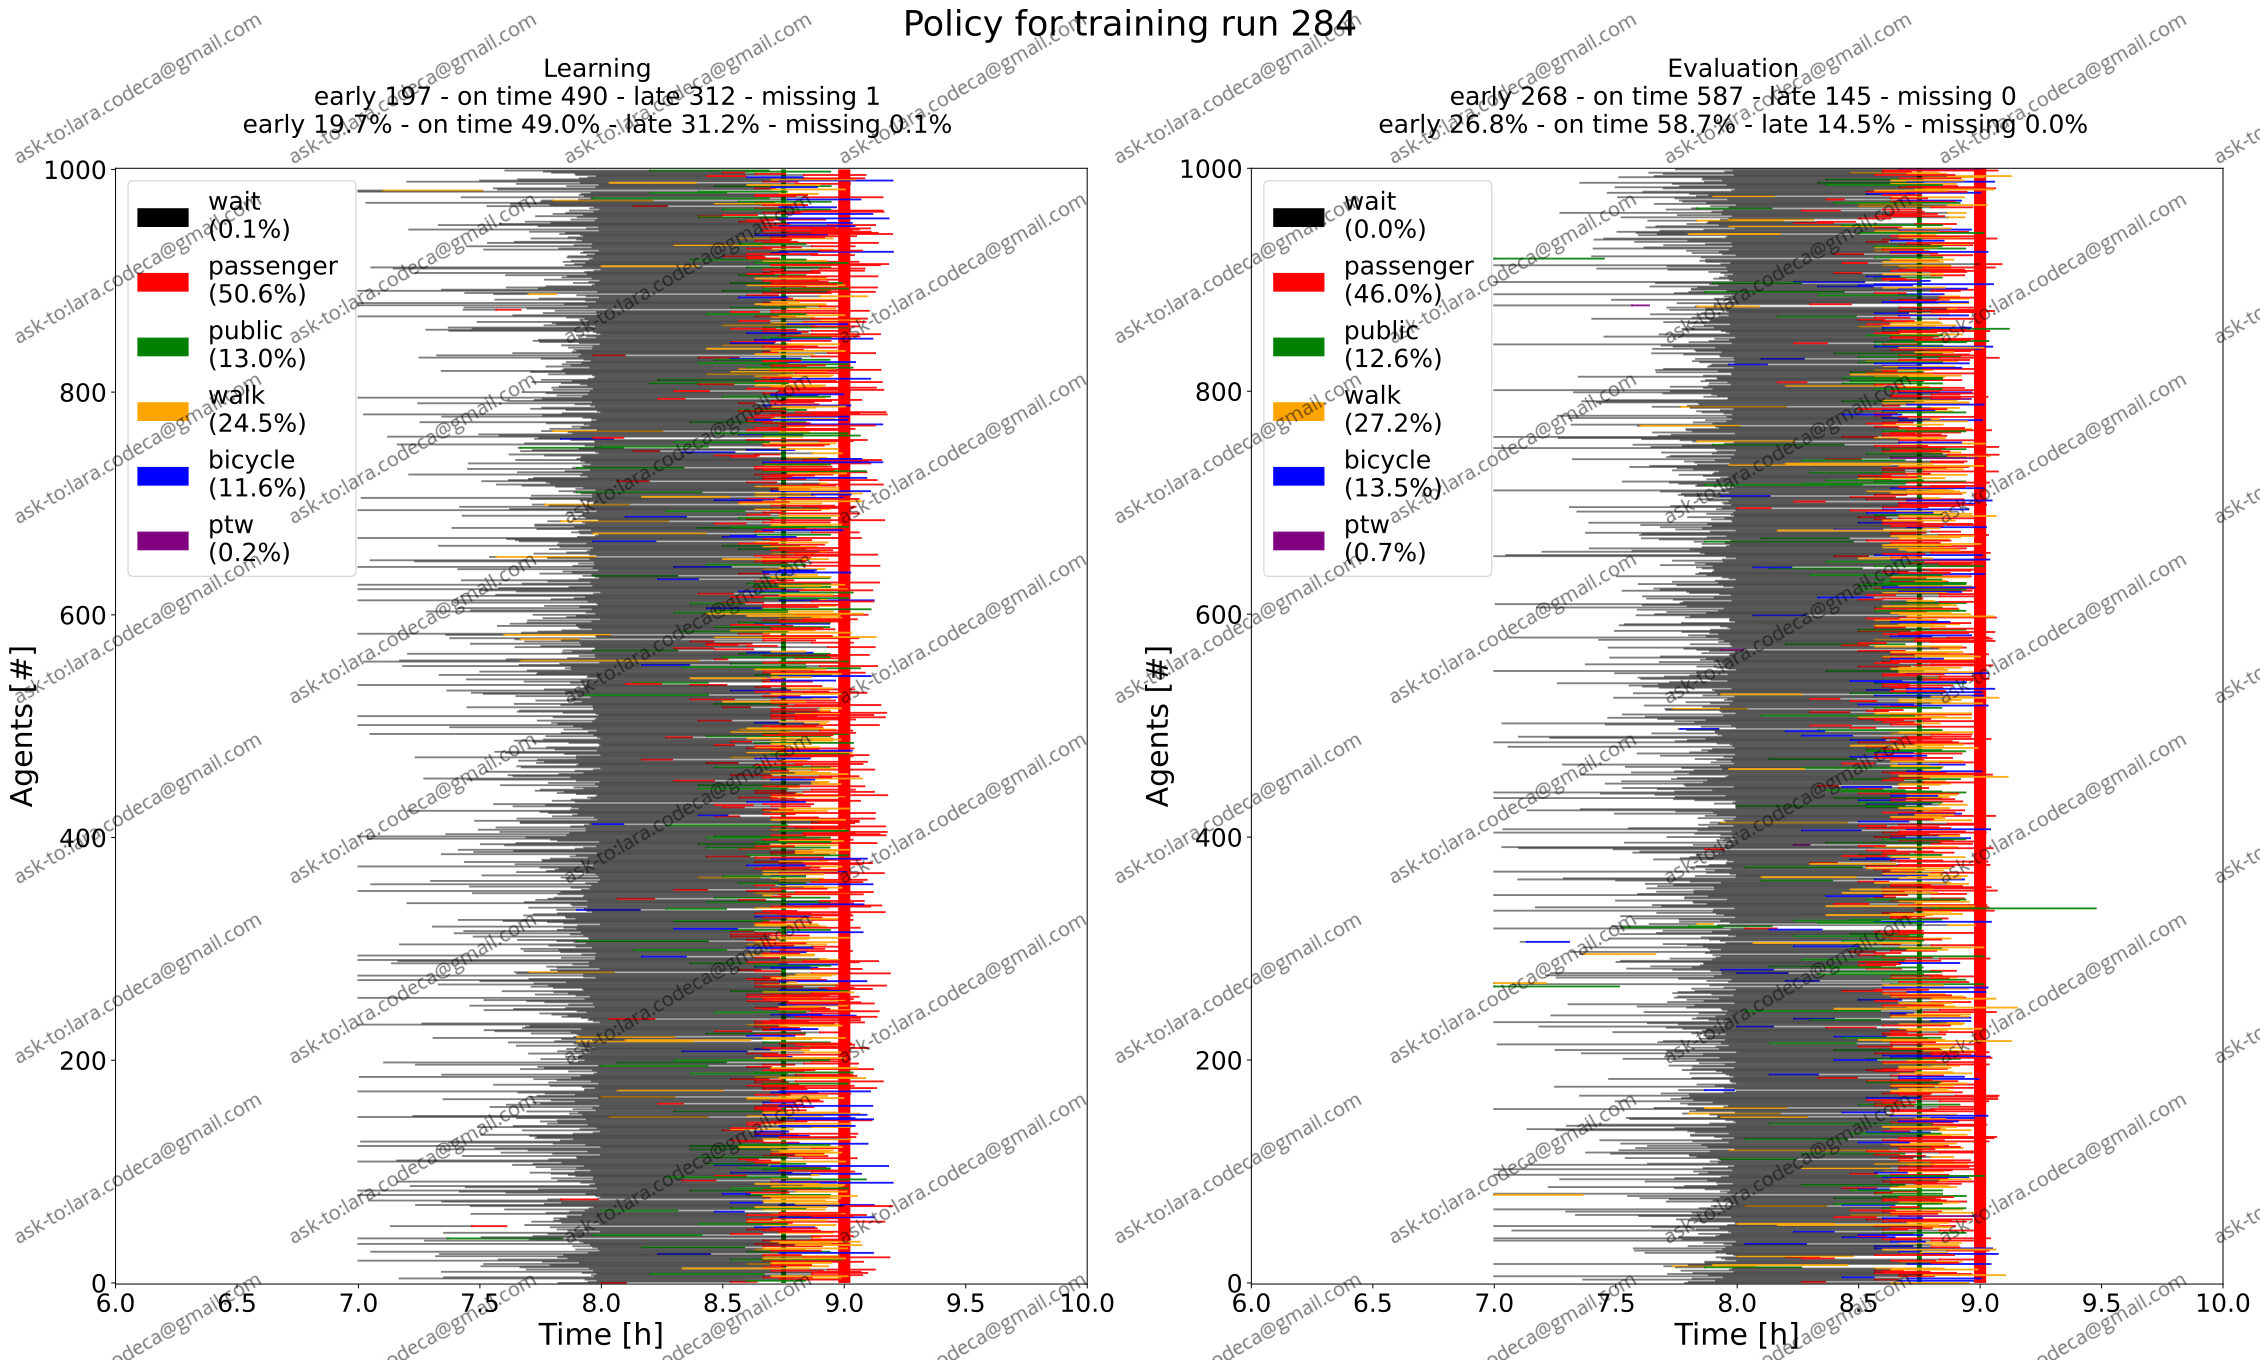 Policy for training run 284
Learning
early 197 - on time 490 - late 312 - missing 1
early 19.7% - on time 49.0% - late 31.2% - missing 0.1%
Evaluation
early 268 - on time 587 - late 145 - missing 0
early 26.8% - on time 58.7% - late 14.5% - missing 0.0%
Agents [#]
1000
800
600
400
200
0
wait
(0.1%)
passenger
(50.6%)
public
(13.0%)
walk
(24.5%)
bicycle
(11.6%)
ptw
(0.2%)
6.0 6.5 7.0 7.5 8.0 8.5 9.0 9.5 10.0
Time [h]
Agents [#]
1000
800
600
400
200
0
wait
(0.0%)
passenger
(46.0%)
public
(12.6%)
walk
(27.2%)
bicycle
(13.5%)
ptw
(0.7%)
6.0 6.5 7.0 7.5 8.0 8.5 9.0 9.5 10.0
Time [h]
ask-to:lara.codeca@gmail.com